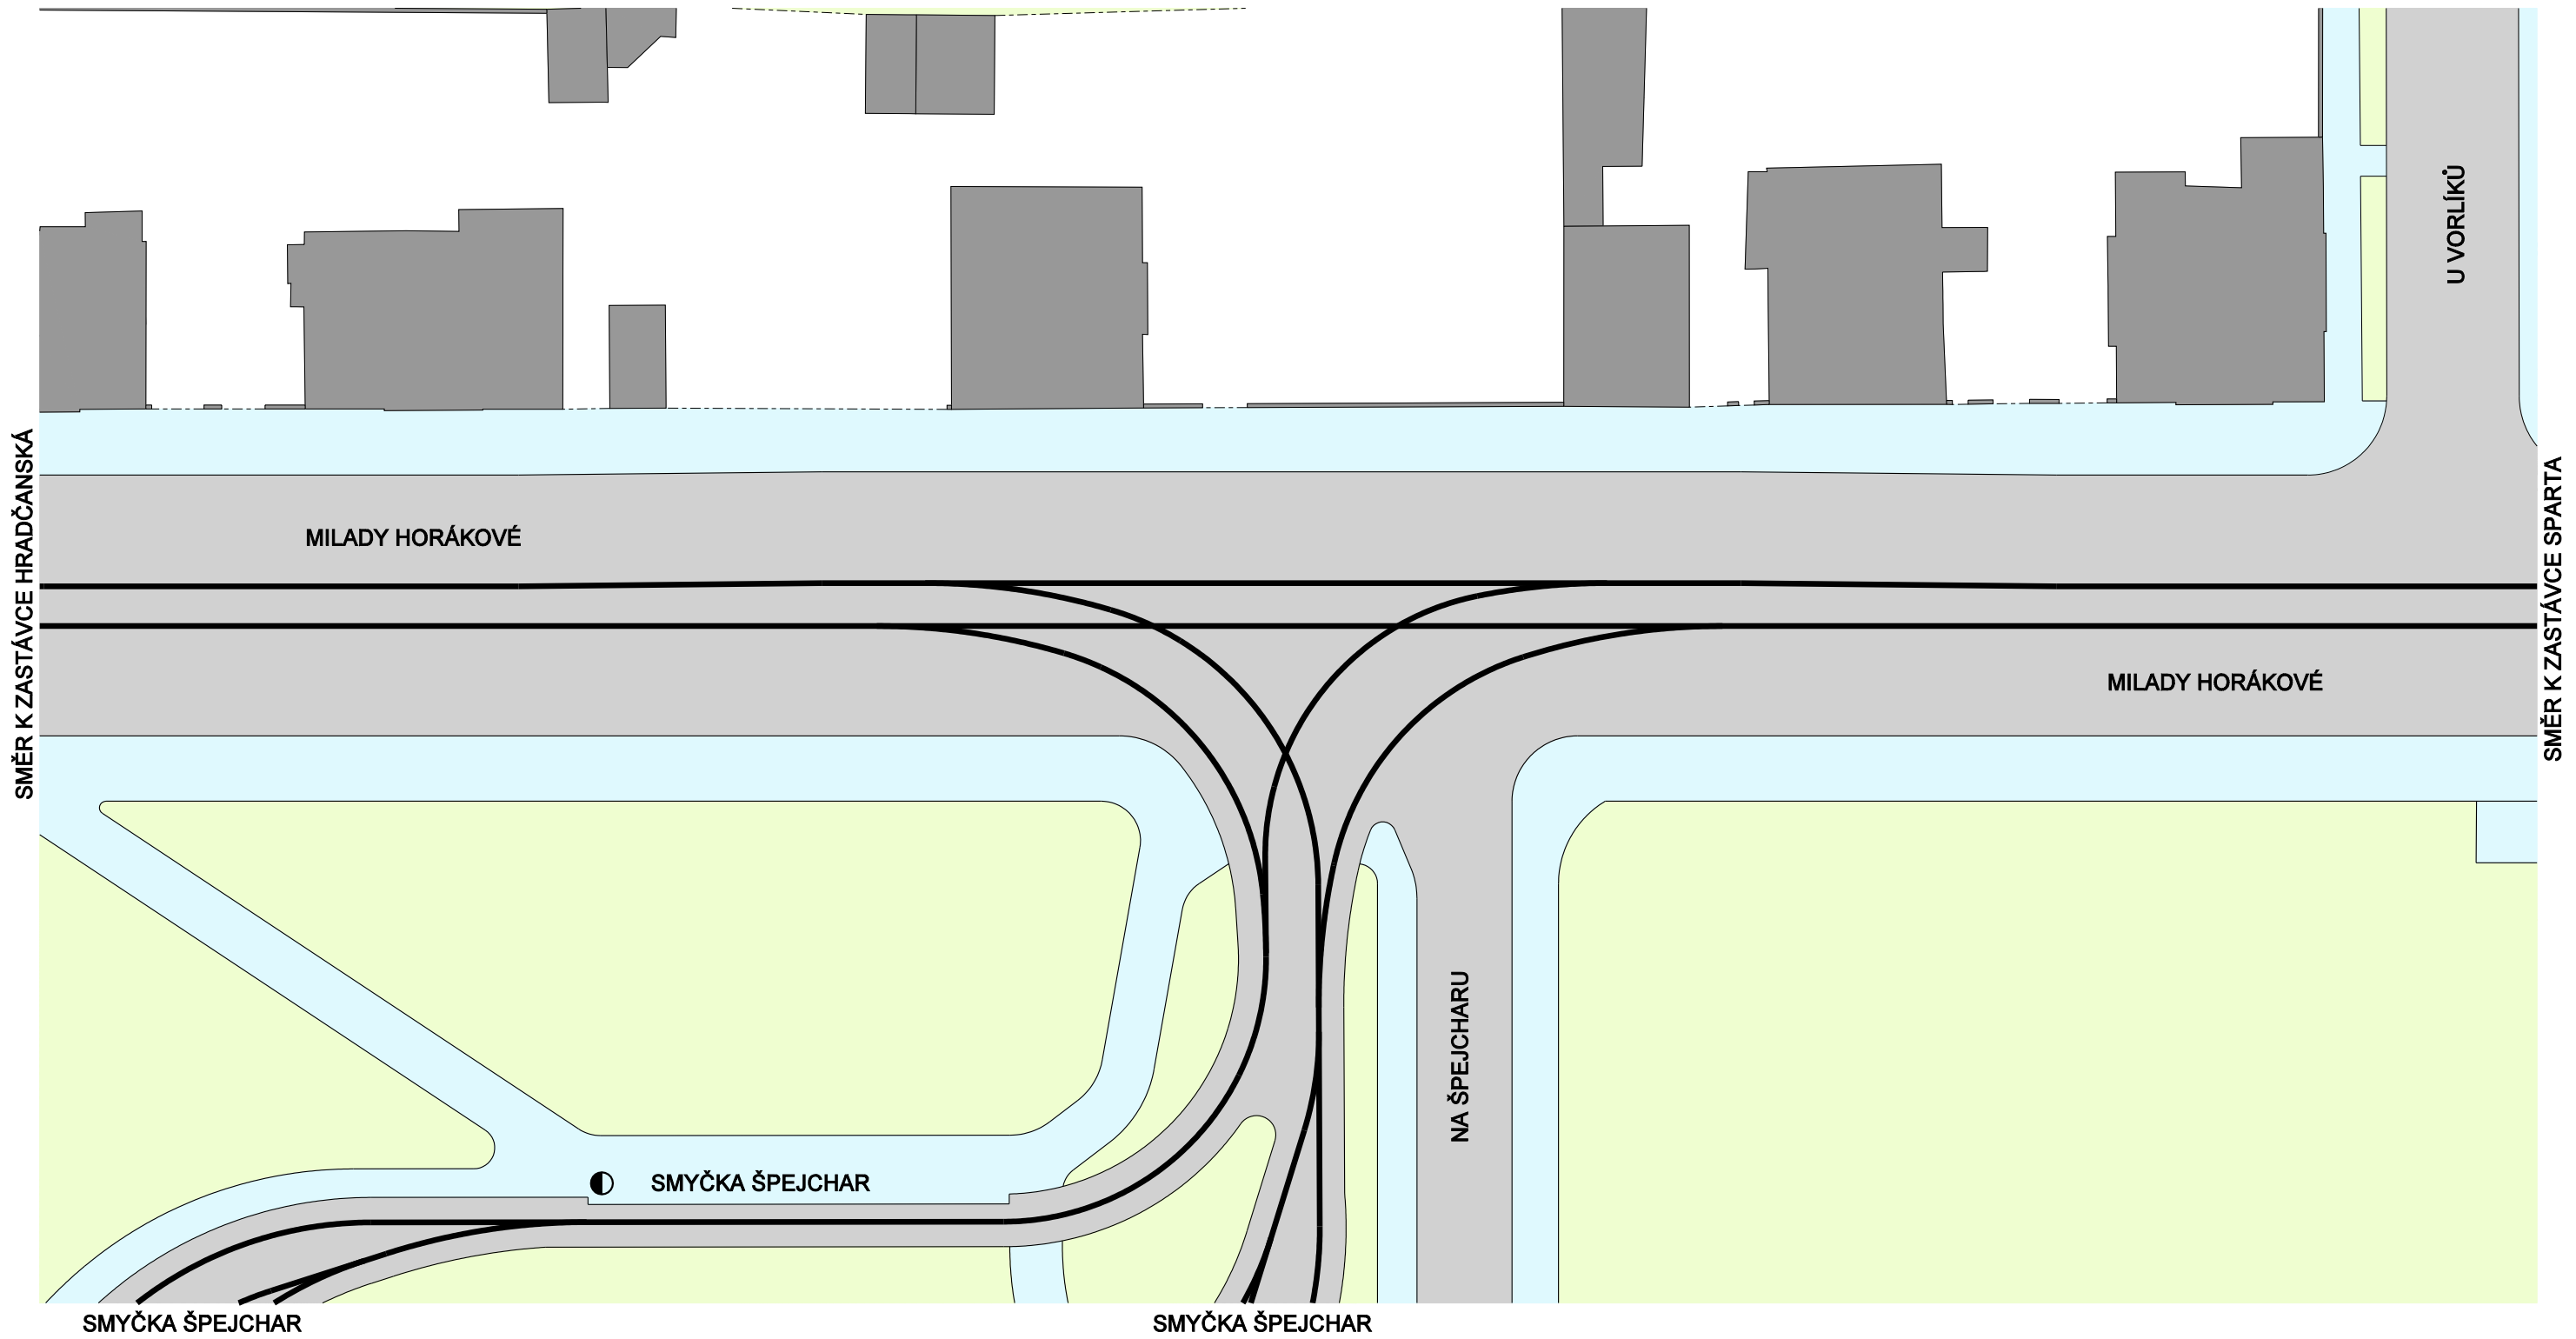 U VORLÍKŮ
SMĚR K ZASTÁVCE HRADČANSKÁ
MILADY HORÁKOVÉ
SMĚR K ZASTÁVCE SPARTA
MILADY HORÁKOVÉ
NA ŠPEJCHARU
SMYČKA ŠPEJCHAR
SMYČKA ŠPEJCHAR
SMYČKA ŠPEJCHAR